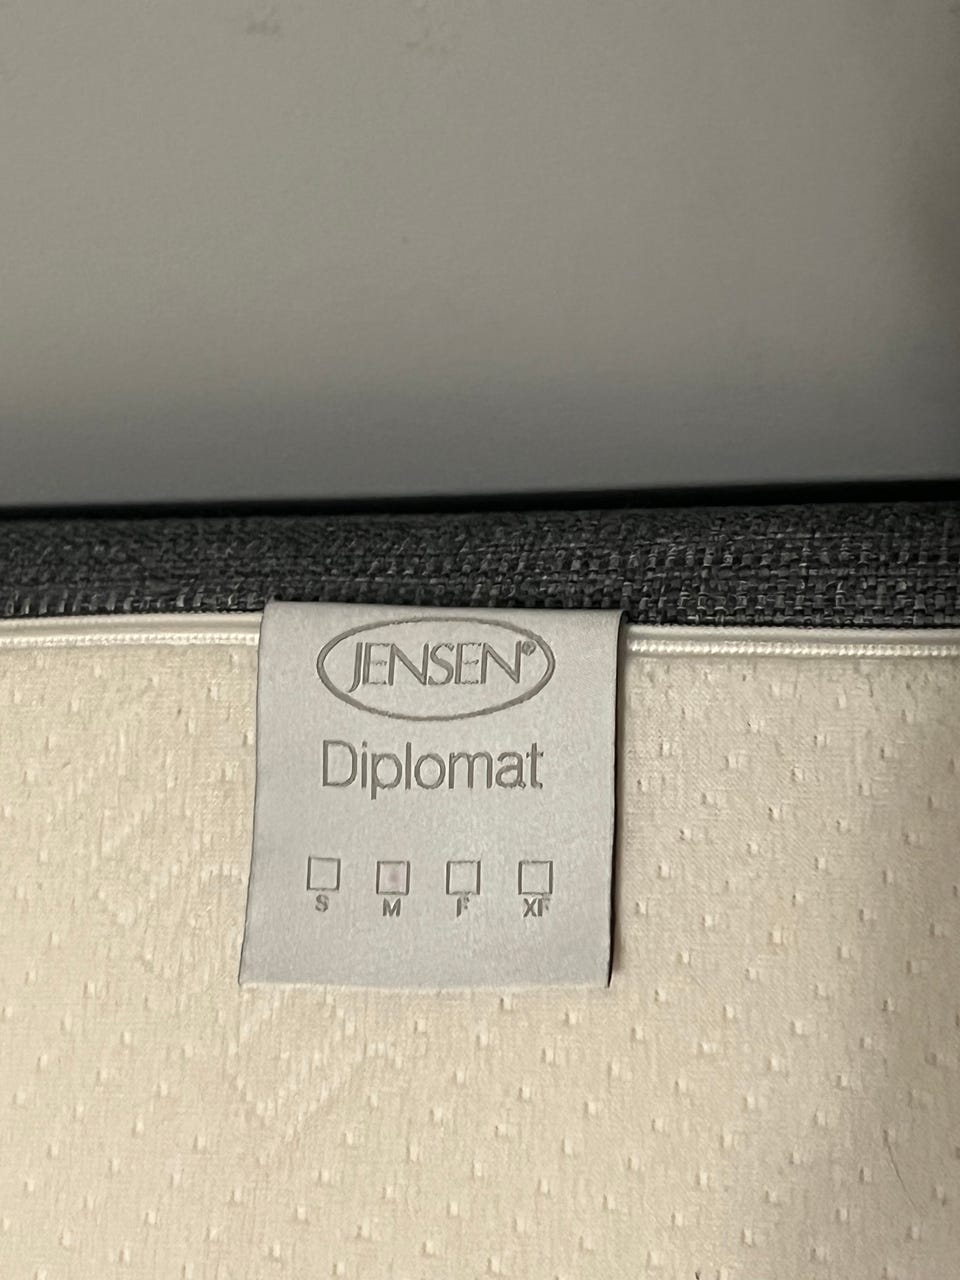 JENSEN®
Diplomat
S M F XF